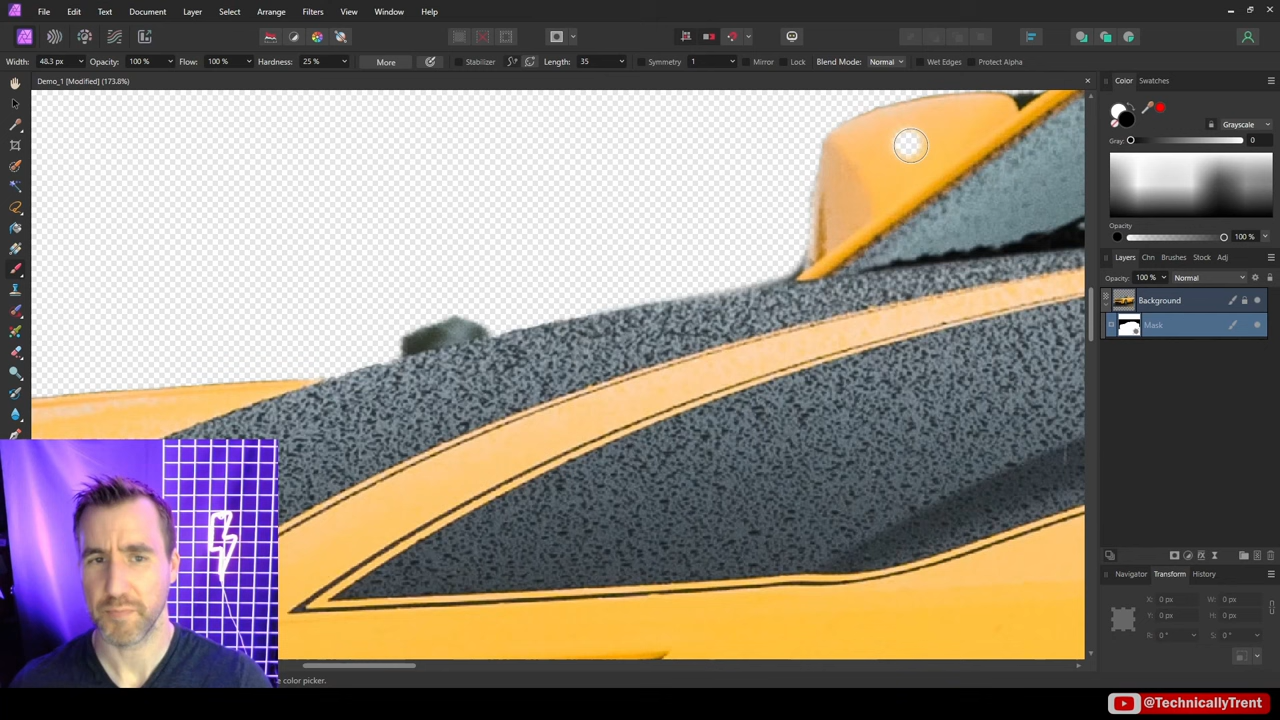 File Edit Text Document Layer Select Arrange Filters View Window Help
Width: 48.3 px Opacity: 100 % Flow: 100 % Hardness: 25 % More Stabilizer Length: 35 Symmetry 1 Mirror Lock Blend Mode: Normal Wet Edges Protect Alpha
Demo_1 [Modified] (173.8%)
Color Swatches
Grayscale
Gray: 0
Opacity
100 %
Layers Chn Brushes Stock Adj
Opacity: 100 % Normal
Background
Mask
Navigator Transform History
X: 0 px W: 0 px
Y: 0 px H: 0 px
R: 0 ° S: 0 °
e color picker.
@TechnicallyTrent